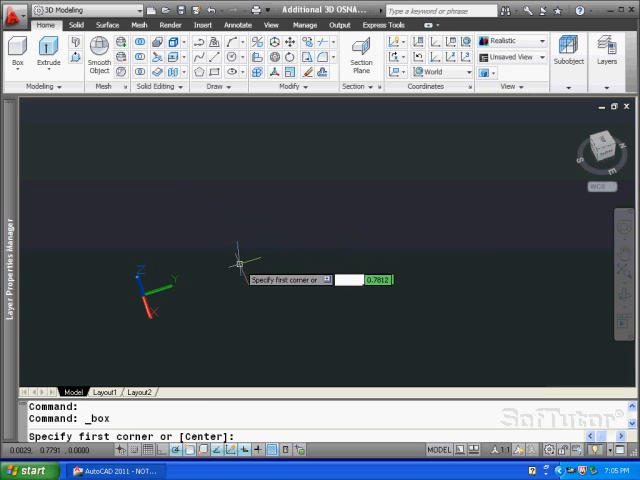 3D Modeling
Additional 3D OSNA...
Type a keyword or phrase
Home Solid Surface Mesh Render Insert Annotate View Manage Output Express Tools
Realistic
Unsaved View
World
Box Extrude Smooth Object Section Plane Subobject Layers
Modeling Mesh Solid Editing Draw Modify Section Coordinates View
Layer Properties Manager
N
S
E
WCS
Z
Y
X
Specify first corner or 0.7812
Model Layout1 Layout2
Command:
Command: _box
Specify first corner or [Center]:
SofTutor
0.0029, 0.7791, 0.0000
MODEL
1:1
start
AutoCAD 2011 - NOT...
7:05 PM